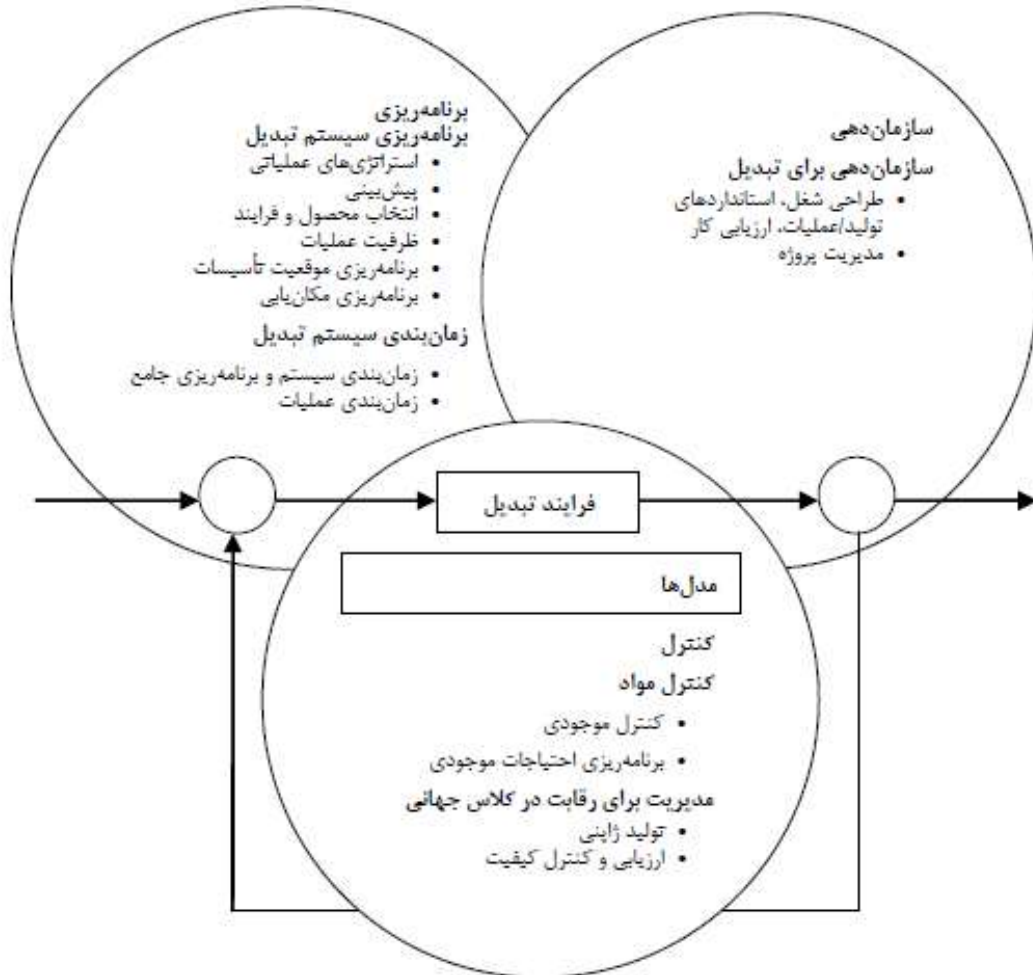 برنامه‌ریزی
برنامه‌ریزی سیستم تبدیل
• استراتژی‌های عملیاتی
• پیش‌بینی
• انتخاب محصول و فرایند
• ظرفیت عملیات
• برنامه‌ریزی موقعیت تأسیسات
• برنامه‌ریزی مکان‌یابی
زمان‌بندی سیستم تبدیل
• زمان‌بندی سیستم و برنامه‌ریزی جامع
• زمان‌بندی عملیات
سازمان‌دهی
سازمان‌دهی برای تبدیل
• طراحی شغل، استانداردهای
تولید/عملیات، ارزیابی کار
• مدیریت پروژه
فرایند تبدیل
مدل‌ها
کنترل
کنترل مواد
• کنترل موجودی
• برنامه‌ریزی احتیاجات موجودی
مدیریت برای رقابت در کلاس جهانی
• تولید ژاپنی
• ارزیابی و کنترل کیفیت